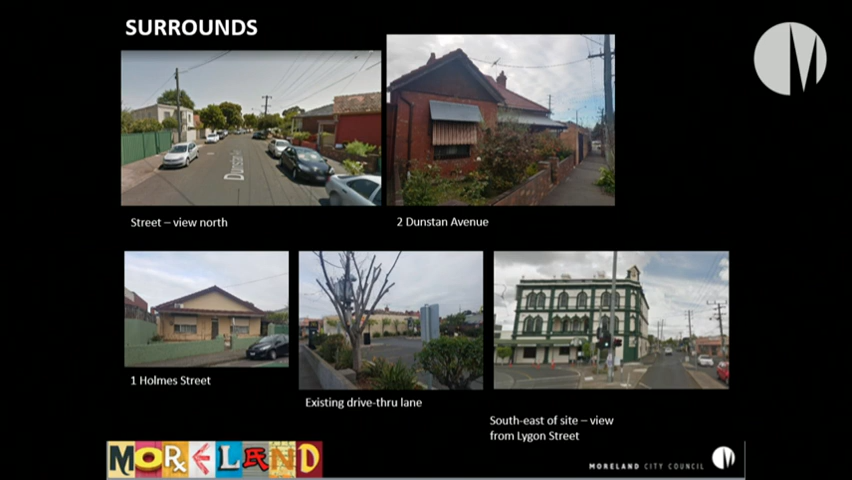 SURROUNDS
Dunstan
Street – view north
2 Dunstan Avenue
1 Holmes Street
Existing drive-thru lane
South-east of site – view
from Lygon Street
MORELAND
MORELAND CITY COUNCIL